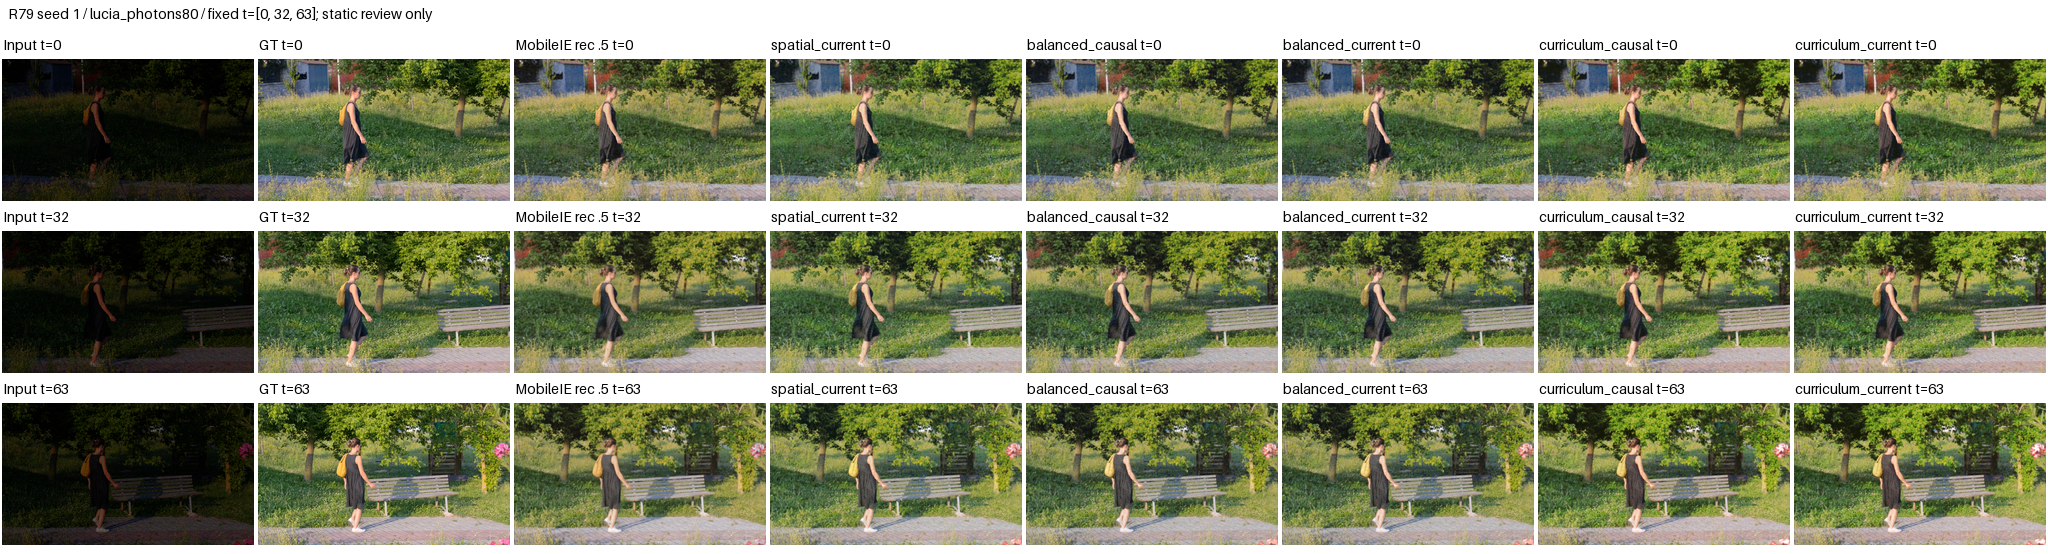 R79 seed 1 / lucia_photons80 / fixed t=[0, 32, 63]; static review only
Input t=0 GT t=0 MobileIE rec .5 t=0 spatial_current t=0 balanced_causal t=0 balanced_current t=0 curriculum_causal t=0 curriculum_current t=0
Input t=32 GT t=32 MobileIE rec .5 t=32 spatial_current t=32 balanced_causal t=32 balanced_current t=32 curriculum_causal t=32 curriculum_current t=32
Input t=63 GT t=63 MobileIE rec .5 t=63 spatial_current t=63 balanced_causal t=63 balanced_current t=63 curriculum_causal t=63 curriculum_current t=63